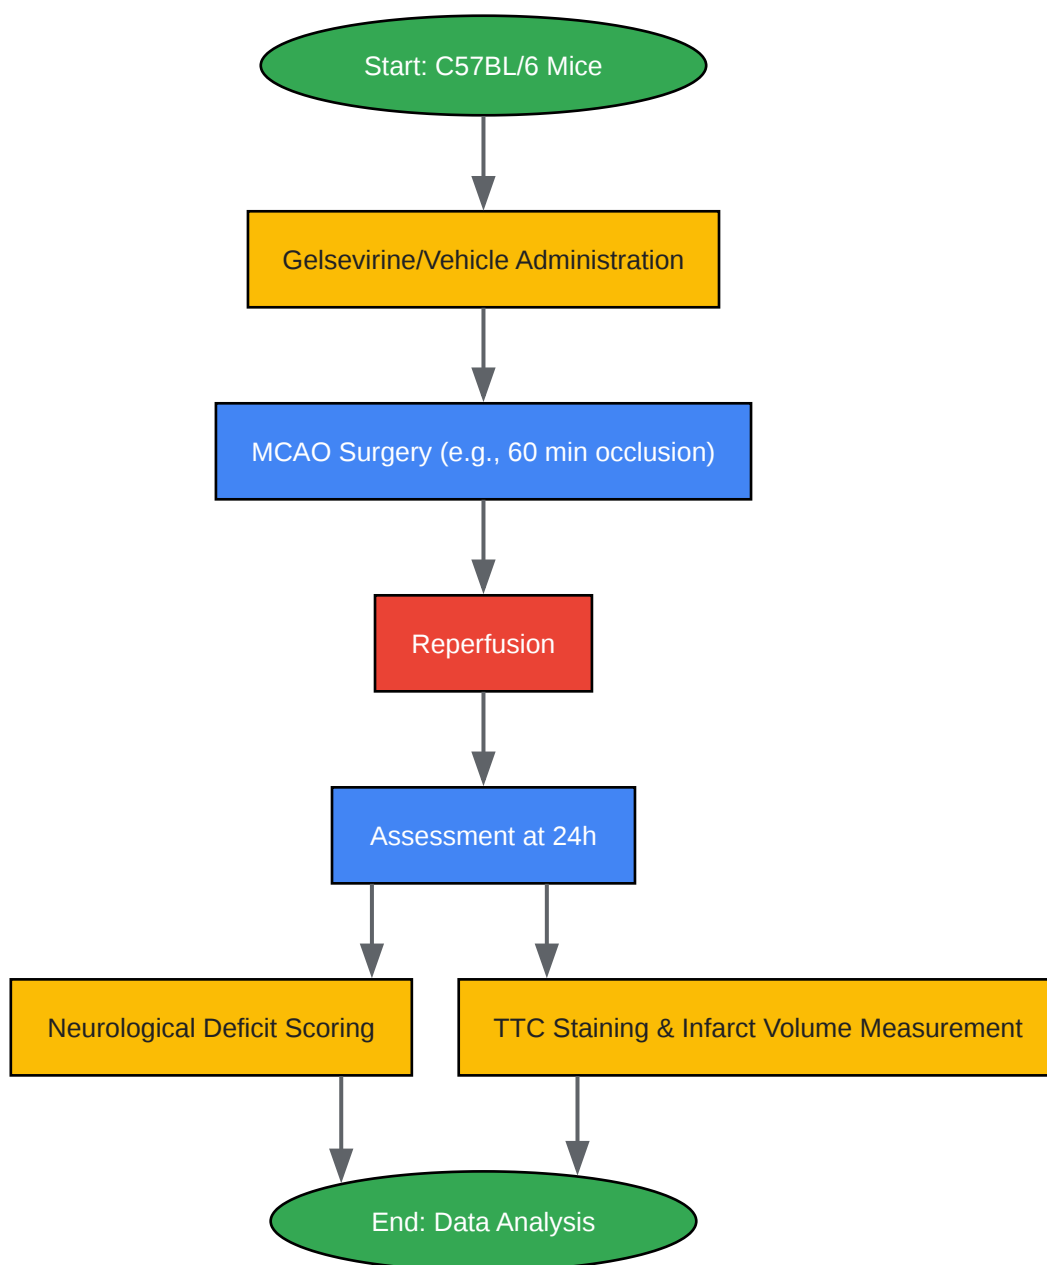 Start: C57BL/6 Mice
Gelsevirine/Vehicle Administration
MCAO Surgery (e.g., 60 min occlusion)
Reperfusion
Assessment at 24h
Neurological Deficit Scoring
TTC Staining & Infarct Volume Measurement
End: Data Analysis